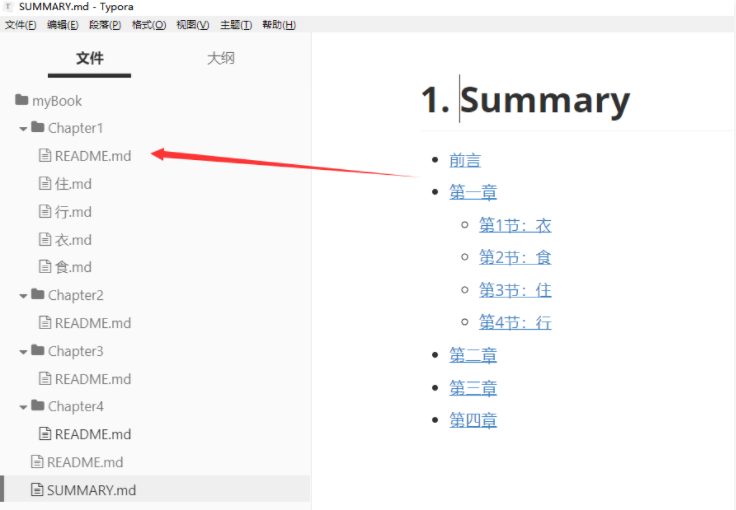 T SUMMARY.md - Typora
文件(F) 编辑(E) 段落(P) 格式(O) 视图(V) 主题(T) 帮助(H)
文件 大纲
myBook
Chapter1
README.md
住.md
行.md
衣.md
食.md
Chapter2
README.md
Chapter3
README.md
Chapter4
README.md
README.md
SUMMARY.md
1. Summary
前言
第一章
第1节：衣
第2节：食
第3节：住
第4节：行
第二章
第三章
第四章